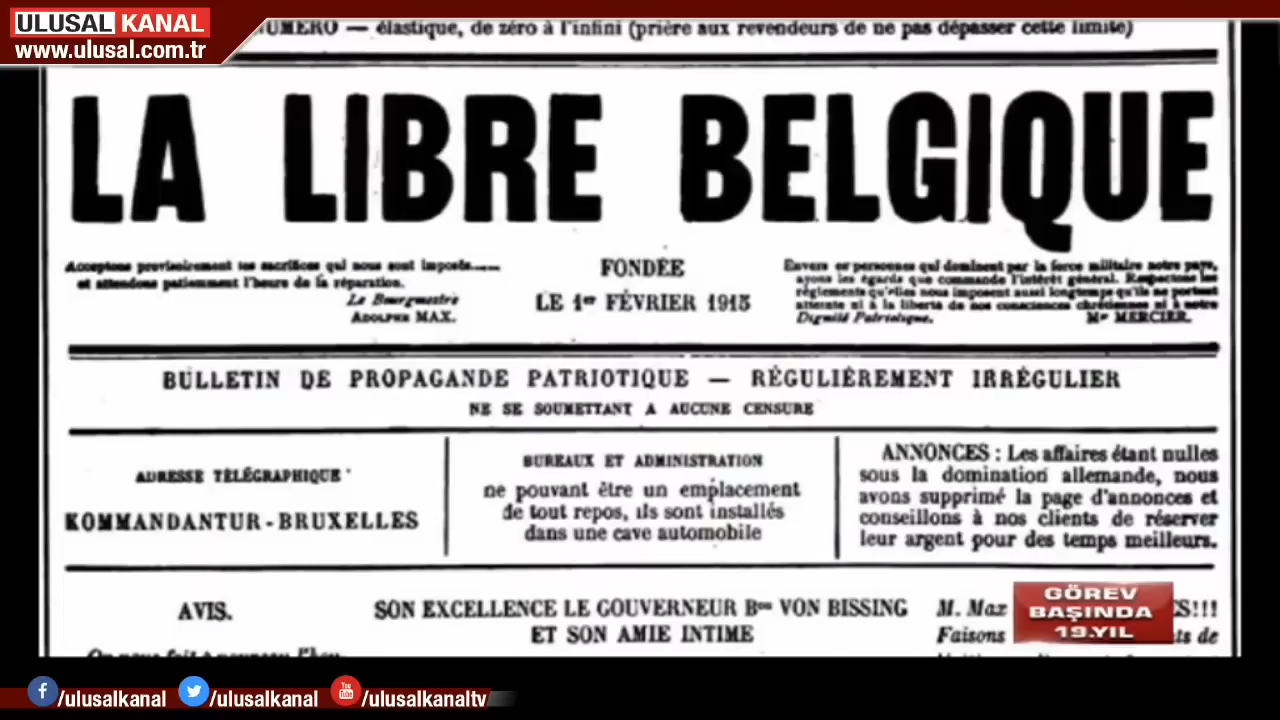 ULUSAL KANAL
www.ulusal.com.tr
NUMÉRO — élastique, de zéro à l'infini (prière aux revendeurs de ne pas dépasser cette limite)
LA LIBRE BELGIQUE
Acceptons provisoirement les sacrifices qui nous sont imposés
et attendons patiemment l'heure de la réparation.
Le Bourgmestre
ADOLPHE MAX.
FONDÉE
LE 1er FÉVRIER 1915
Envers les personnes qui dominent par la force militaire notre pays,
ayons les égards que commande l'intérêt général. Respectons les
règlements qu'elles nous imposent aussi longtemps qu'ils ne portent
atteinte ni à la liberté de nos consciences chrétiennes ni à notre
Dignité Patriotique. Mgr MERCIER.
BULLETIN DE PROPAGANDE PATRIOTIQUE — RÉGULIÈREMENT IRRÉGULIER
NE SE SOUMETTANT A AUCUNE CENSURE
ADRESSE TÉLÉGRAPHIQUE
KOMMANDANTUR-BRUXELLES
BUREAUX ET ADMINISTRATION
ne pouvant être un emplacement
de tout repos, ils sont installés
dans une cave automobile
ANNONCES : Les affaires étant nulles
sous la domination allemande, nous
avons supprimé la page d'annonces et
conseillons à nos clients de réserver
leur argent pour des temps meilleurs.
AVIS.
SON EXCELLENCE LE GOUVERNEUR Bon VON BISSING
ET SON AMIE INTIME
M. Max
Faisons
GÖREV
BAŞINDA
19.YIL
/ulusalkanal
/ulusalkanal
You Tube
/ulusalkanaltv